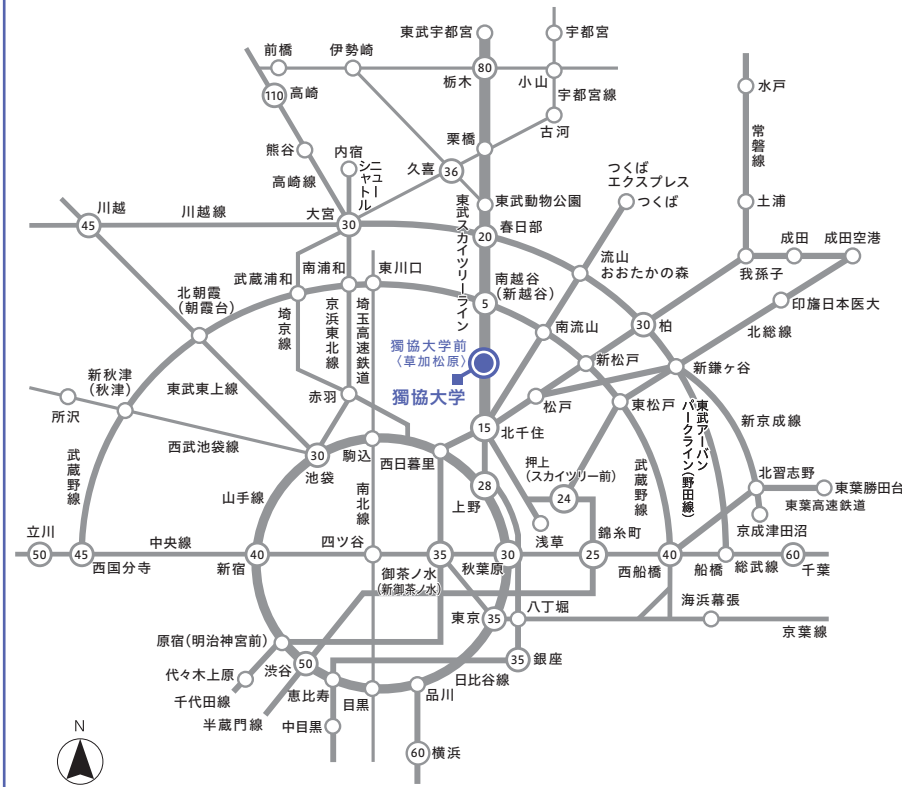 東武宇都宮
宇都宮
前橋
伊勢崎
80
栃木
小山
宇都宮線
110
高崎
水戸
古河
栗橋
熊谷
内宿
ニューシャトル
久喜
36
高崎線
常磐線
つくば
エクスプレス
つくば
東武動物公園
東武スカイツリーライン
土浦
川越
45
川越線
大宮
30
20
春日部
成田
成田空港
我孫子
流山
おおたかの森
南浦和
東川口
武蔵浦和
南越谷
(新越谷)
5
印旛日本医大
北朝霞
(朝霞台)
埼京線
京浜東北線
埼玉高速鉄道
30
柏
北総線
南流山
獨協大学前
〈草加松原〉
獨協大学
新松戸
新鎌ヶ谷
新秋津
(秋津)
東武東上線
赤羽
松戸
東松戸
東武アーバン
パークライン(野田線)
新京成線
所沢
15
北千住
西武池袋線
武蔵野線
30
池袋
駒込
西日暮里
押上
(スカイツリー前)
武蔵野線
北習志野
東葉勝田台
東葉高速鉄道
28
上野
24
山手線
南北線
浅草
京成津田沼
錦糸町
立川
50
45
西国分寺
中央線
40
新宿
四ツ谷
35
御茶ノ水
(新御茶ノ水)
30
秋葉原
25
40
西船橋
船橋
総武線
60
千葉
東京
35
八丁堀
海浜幕張
京葉線
原宿(明治神宮前)
渋谷
50
35
銀座
代々木上原
千代田線
半蔵門線
恵比寿
目黒
日比谷線
品川
中目黒
60
横浜
N